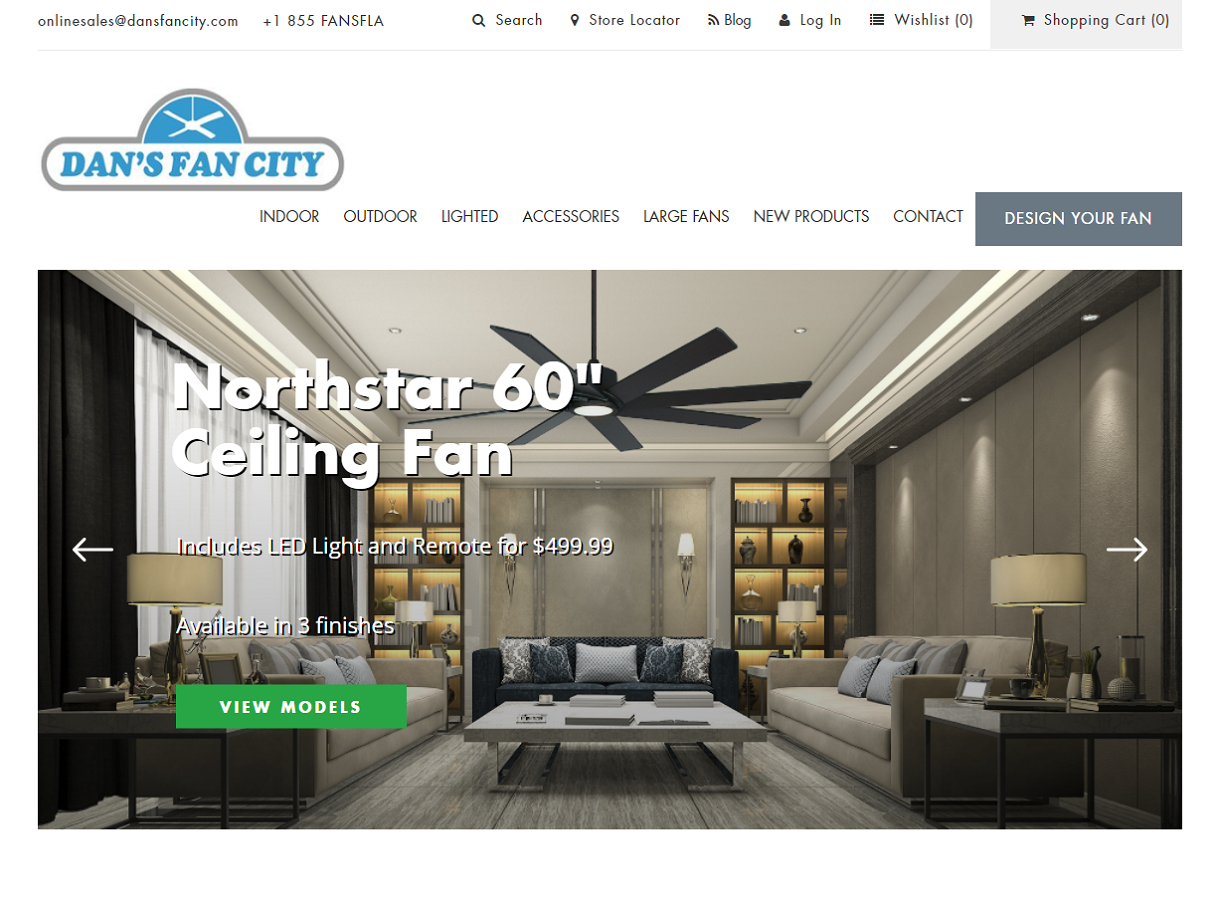 onlinesales@dansfancity.com +1 855 FANSFLA Search Store Locator Blog Log In Wishlist (0) Shopping Cart (0)
DAN'S FAN CITY
INDOOR OUTDOOR LIGHTED ACCESSORIES LARGE FANS NEW PRODUCTS CONTACT DESIGN YOUR FAN
Northstar 60"
Ceiling Fan
Includes LED Light and Remote for $499.99
Available in 3 finishes
VIEW MODELS